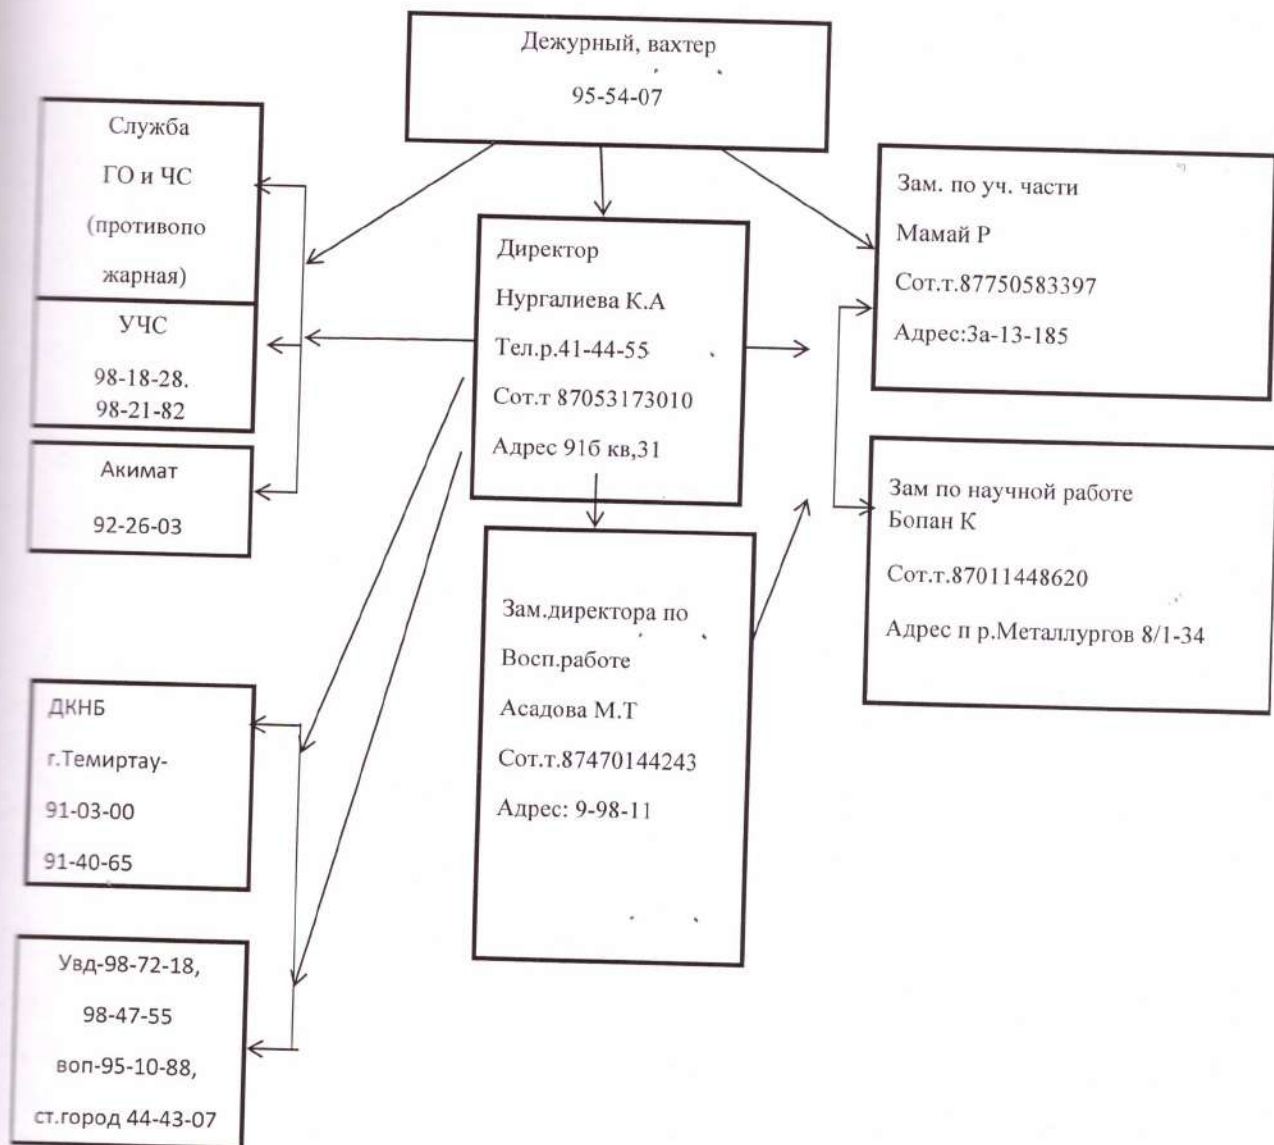 Дежурный, вахтер
95-54-07
Служба
ГО и ЧС
(противопо
жарная)
УЧС
98-18-28.
98-21-82
Акимат
92-26-03
Директор
Нургалиева К.А
Тел.р.41-44-55
Сот.т 87053173010
Адрес 91б кв,31
Зам. по уч. части
Мамай Р
Сот.т.87750583397
Адрес:3а-13-185
Зам по научной работе
Бопан К
Сот.т.87011448620
Адрес п р.Металлургов 8/1-34
Зам.директора по
Восп.работе
Асадова М.Т
Сот.т.87470144243
Адрес: 9-98-11
ДКНБ
г.Темиртау-
91-03-00
91-40-65
Увд-98-72-18,
98-47-55
воп-95-10-88,
ст.город 44-43-07